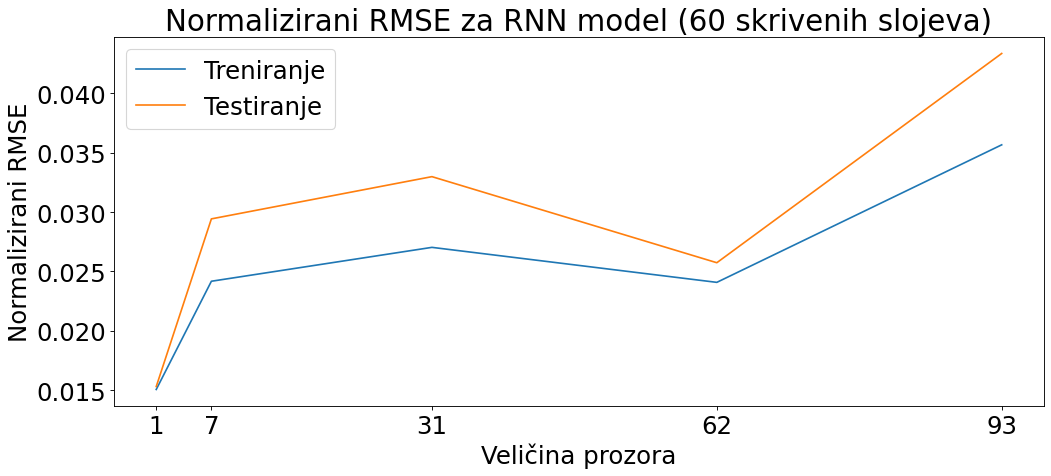 Normalizirani RMSE za RNN model (60 skrivenih slojeva)
Treniranje
Testiranje
Normalizirani RMSE
0.040
0.035
0.030
0.025
0.020
0.015
1 7 31 62 93
Veličina prozora